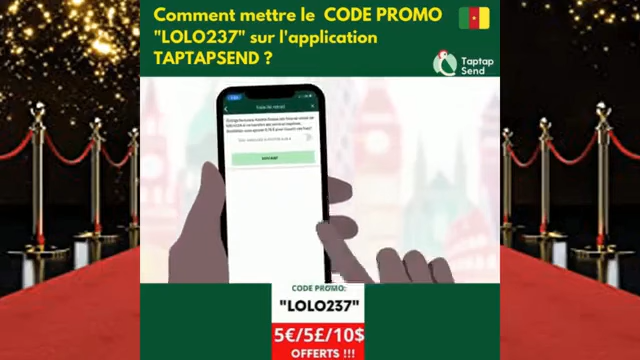 Comment mettre le CODE PROMO
"LOLO237" sur l'application
TAPTAPSEND ?
Taptap
Send
CODE PROMO:
"LOLO237"
5€/5£/10$
OFFERTS !!!